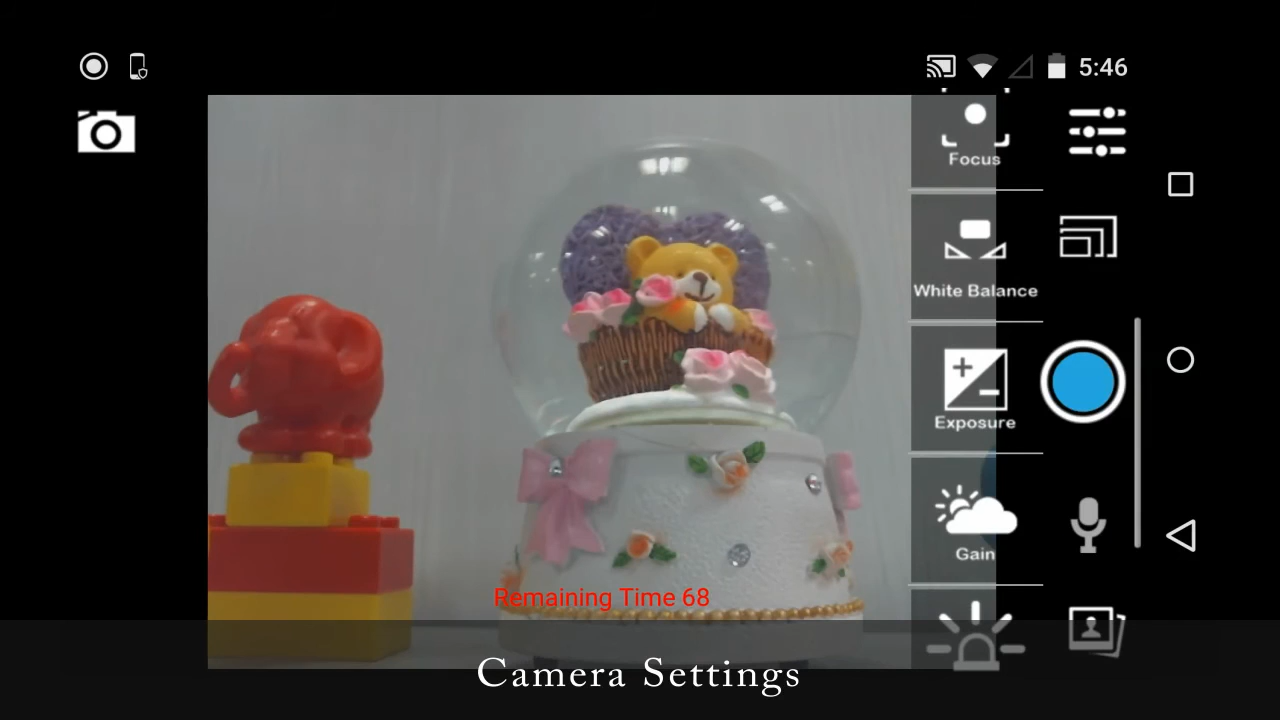 5:46
Focus
White Balance
Exposure
Gain
Remaining Time 68
Camera Settings